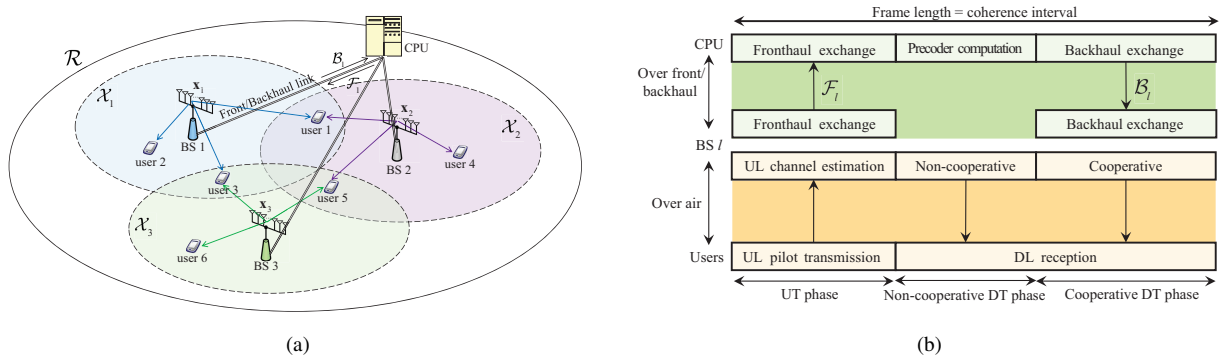 CPU
ℛ
ℬ_l
ℱ_l
Front/Backhaul link
𝒳_1
x_1
user 1
BS 1
user 2
x_2
𝒳_2
BS 2
user 4
user 3
user 5
x_3
𝒳_3
user 6
BS 3
(a)
Frame length = coherence interval
CPU
Fronthaul exchange
Precoder computation
Backhaul exchange
Over front/
backhaul
ℱ_l
ℬ_l
Fronthaul exchange
Backhaul exchange
BS l
UL channel estimation
Non-cooperative
Cooperative
Over air
Users
UL pilot transmission
DL reception
UT phase
Non-cooperative DT phase
Cooperative DT phase
(b)